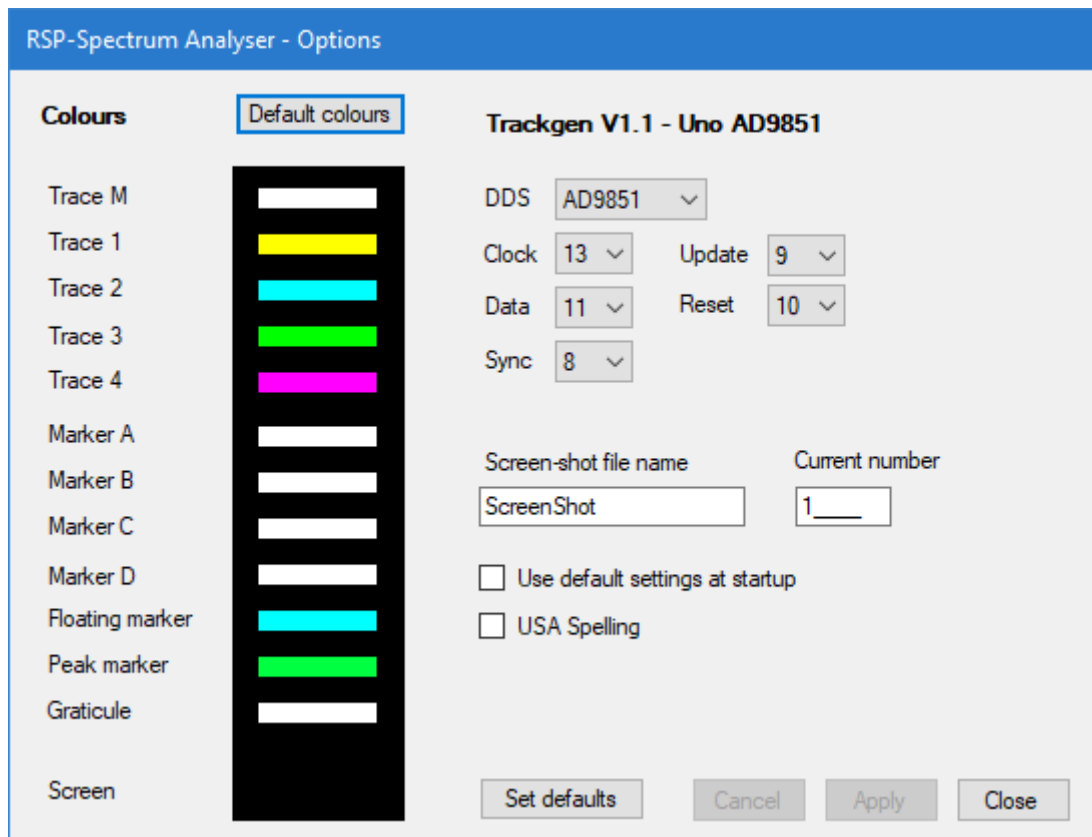 RSP-Spectrum Analyser - Options
Colours
Default colours
Trace M
Trace 1
Trace 2
Trace 3
Trace 4
Marker A
Marker B
Marker C
Marker D
Floating marker
Peak marker
Graticule
Screen
Trackgen V1.1 - Uno AD9851
DDS AD9851
Clock 13 Update 9
Data 11 Reset 10
Sync 8
Screen-shot file name Current number
ScreenShot 1____
Use default settings at startup
USA Spelling
Set defaults Cancel Apply Close